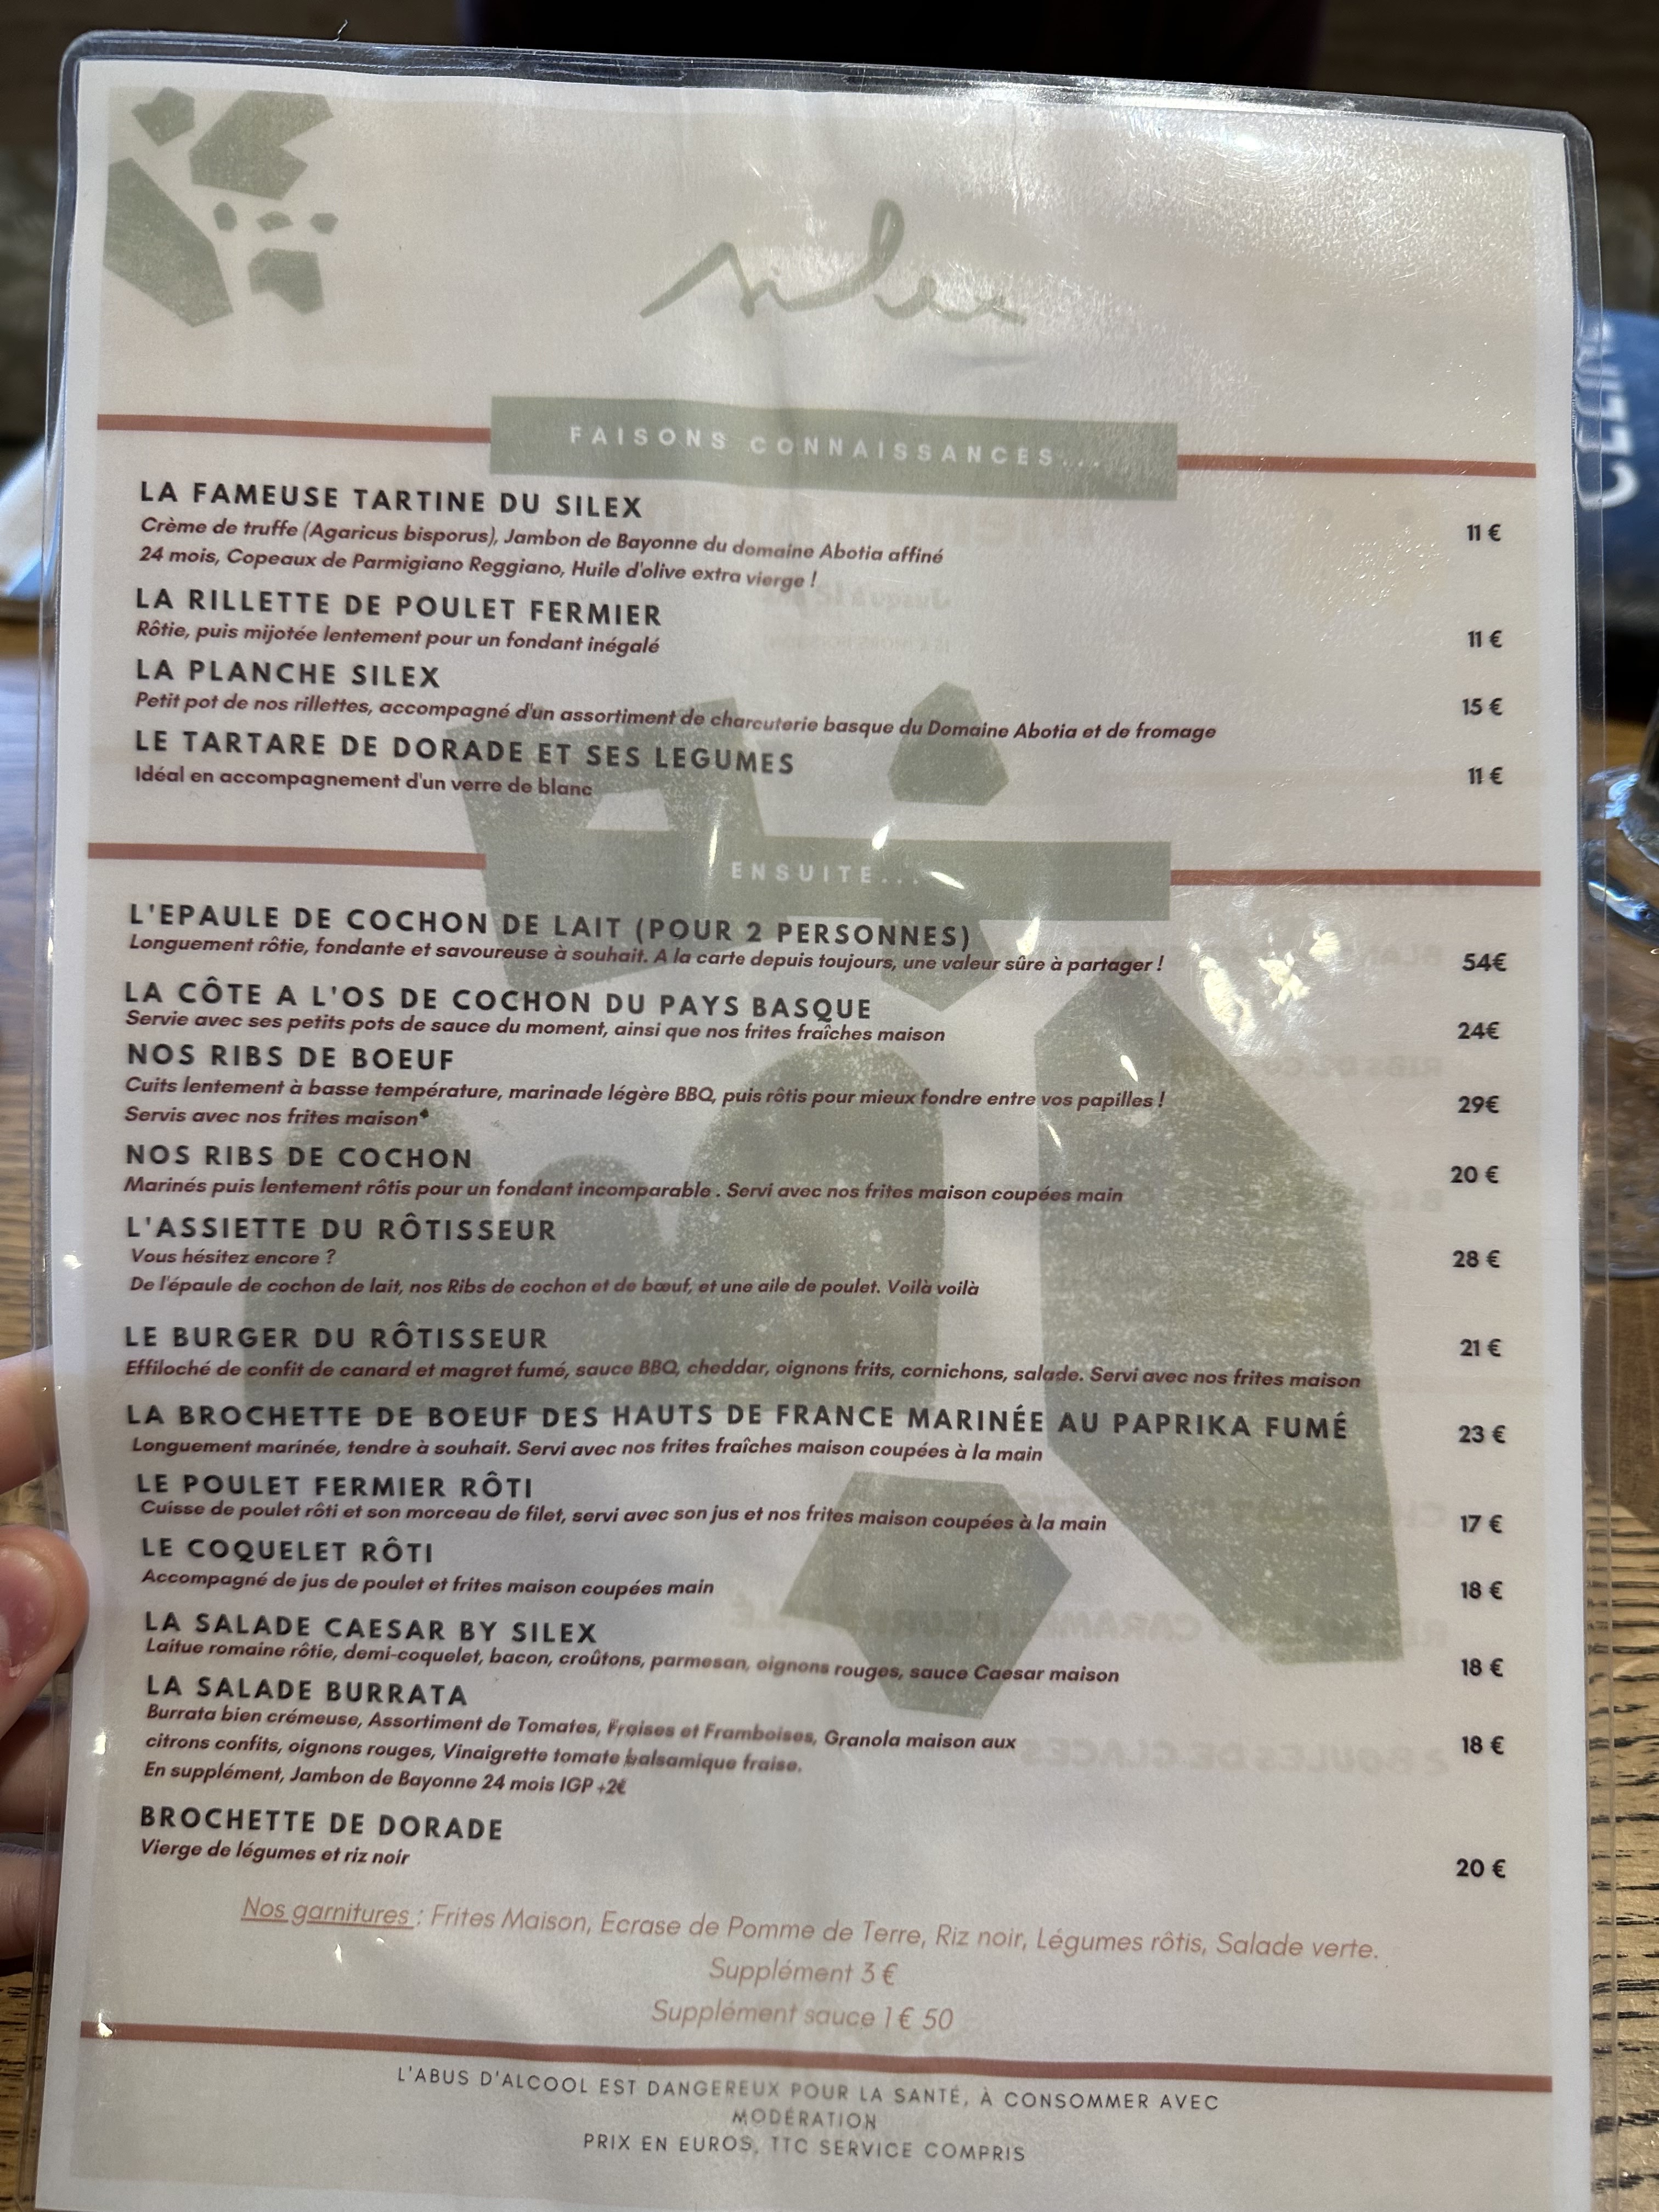 silex
FAISONS CONNAISSANCES...
LA FAMEUSE TARTINE DU SILEX
Crème de truffe (Agaricus bisporus), Jambon de Bayonne du domaine Abotia affiné
11 €
24 mois, Copeaux de Parmigiano Reggiano, Huile d'olive extra vierge !
LA RILLETTE DE POULET FERMIER
Rôtie, puis mijotée lentement pour un fondant inégalé
11 €
LA PLANCHE SILEX
Petit pot de nos rillettes, accompagné d'un assortiment de charcuterie basque du Domaine Abotia et de fromage
15 €
LE TARTARE DE DORADE ET SES LEGUMES
Idéal en accompagnement d'un verre de blanc
11 €
ENSUITE...
L'EPAULE DE COCHON DE LAIT (POUR 2 PERSONNES)
Longuement rôtie, fondante et savoureuse à souhait. A la carte depuis toujours, une valeur sûre à partager !
54€
LA CÔTE A L'OS DE COCHON DU PAYS BASQUE
Servie avec ses petits pots de sauce du moment, ainsi que nos frites fraîches maison
24€
NOS RIBS DE BOEUF
Cuits lentement à basse température, marinade légère BBQ, puis rôtis pour mieux fondre entre vos papilles !
29€
Servis avec nos frites maison*
NOS RIBS DE COCHON
Marinés puis lentement rôtis pour un fondant incomparable . Servi avec nos frites maison coupées main
20 €
L'ASSIETTE DU RÔTISSEUR
Vous hésitez encore ?
28 €
De l'épaule de cochon de lait, nos Ribs de cochon et de bœuf, et une aile de poulet. Voilà voilà
LE BURGER DU RÔTISSEUR
21 €
Effiloché de confit de canard et magret fumé, sauce BBQ, cheddar, oignons frits, cornichons, salade. Servi avec nos frites maison
LA BROCHETTE DE BOEUF DES HAUTS DE FRANCE MARINÉE AU PAPRIKA FUMÉ
23 €
Longuement marinée, tendre à souhait. Servi avec nos frites fraîches maison coupées à la main
LE POULET FERMIER RÔTI
Cuisse de poulet rôti et son morceau de filet, servi avec son jus et nos frites maison coupées à la main
17 €
LE COQUELET RÔTI
Accompagné de jus de poulet et frites maison coupées main
18 €
LA SALADE CAESAR BY SILEX
Laitue romaine rôtie, demi-coquelet, bacon, croûtons, parmesan, oignons rouges, sauce Caesar maison
18 €
LA SALADE BURRATA
Burrata bien crémeuse, Assortiment de Tomates, Fraises et Framboises, Granola maison aux
18 €
citrons confits, oignons rouges, Vinaigrette tomate balsamique fraise.
En supplément, Jambon de Bayonne 24 mois IGP +2€
BROCHETTE DE DORADE
Vierge de légumes et riz noir
20 €
Nos garnitures : Frites Maison, Ecrase de Pomme de Terre, Riz noir, Légumes rôtis, Salade verte.
Supplément 3 €
Supplément sauce 1 € 50
L'ABUS D'ALCOOL EST DANGEREUX POUR LA SANTÉ, À CONSOMMER AVEC
MODÉRATION
PRIX EN EUROS, TTC SERVICE COMPRIS